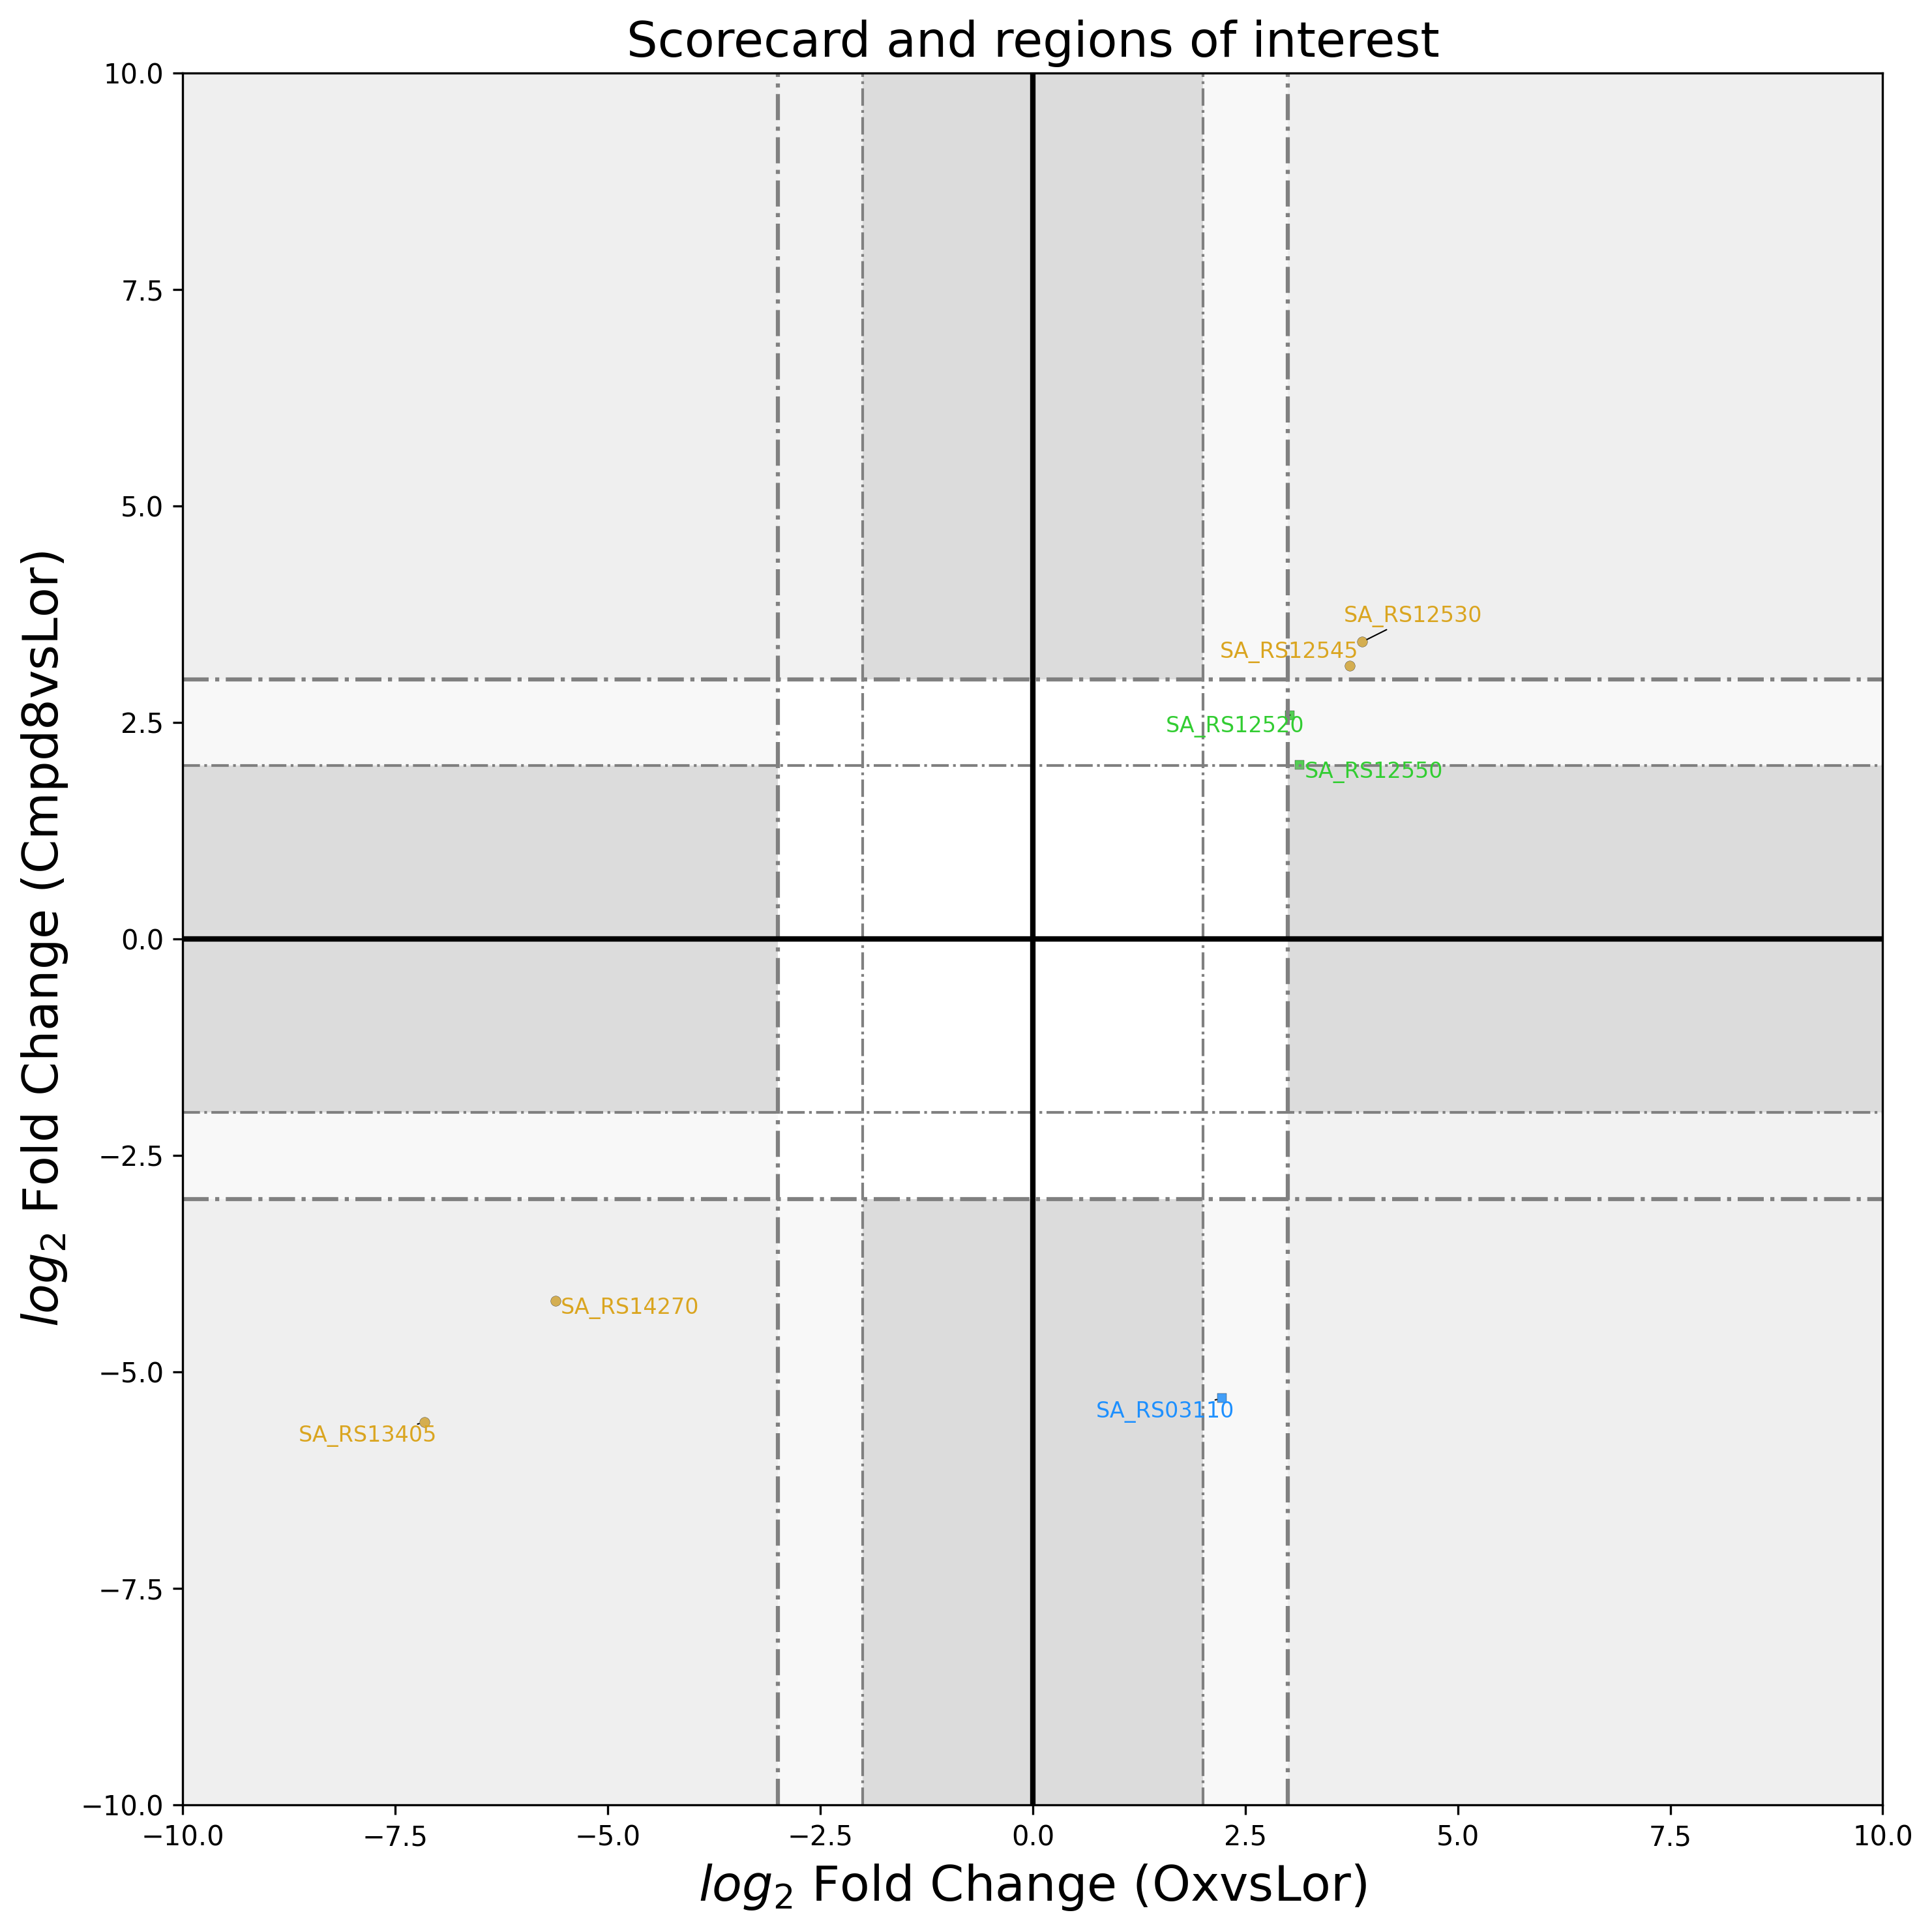 Scorecard and regions of interest
log2 Fold Change (Cmpd8vsLor)
10.0
7.5
5.0
2.5
0.0
−2.5
−5.0
−7.5
−10.0
SA_RS12530
SA_RS12545
SA_RS12520
SA_RS12550
SA_RS14270
SA_RS03110
SA_RS13405
−10.0 −7.5 −5.0 −2.5 0.0 2.5 5.0 7.5 10.0
log2 Fold Change (OxvsLor)